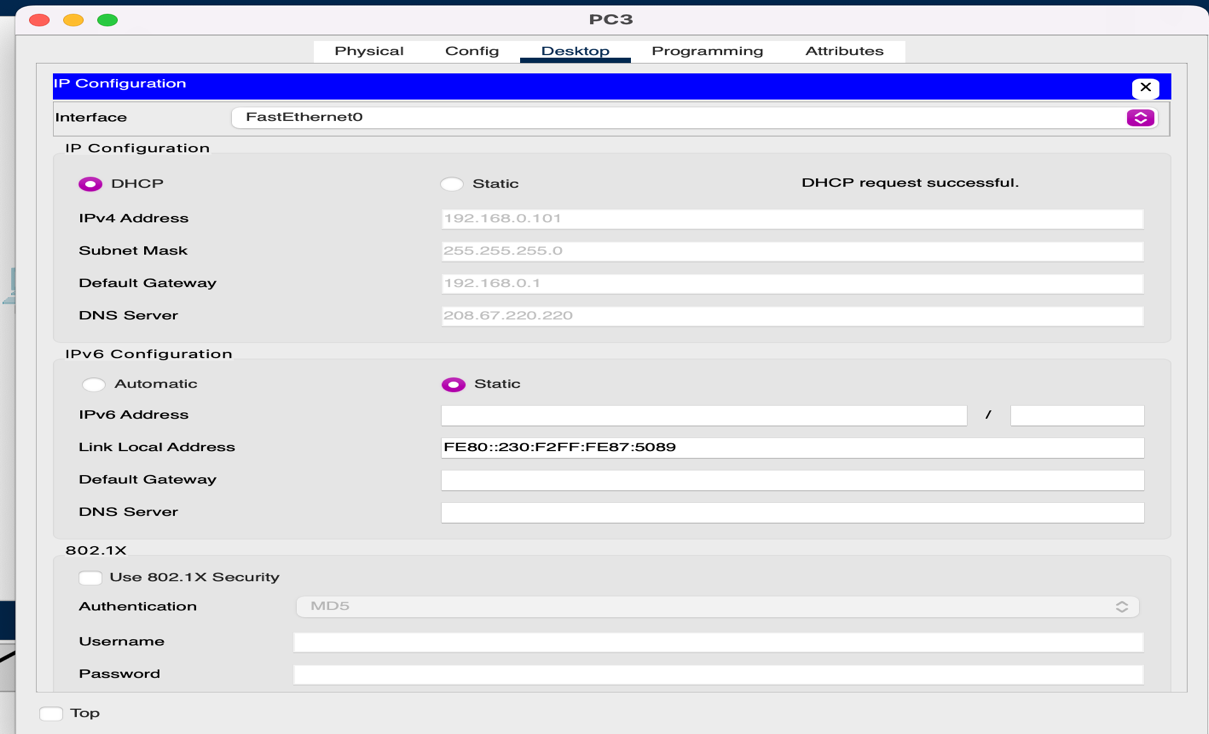 PC3
Physical Config Desktop Programming Attributes
IP Configuration
X
Interface FastEthernet0
IP Configuration
DHCP Static DHCP request successful.
IPv4 Address 192.168.0.101
Subnet Mask 255.255.255.0
Default Gateway 192.168.0.1
DNS Server 208.67.220.220
IPv6 Configuration
Automatic Static
IPv6 Address /
Link Local Address FE80::230:F2FF:FE87:5089
Default Gateway
DNS Server
802.1X
Use 802.1X Security
Authentication MD5
Username
Password
Top